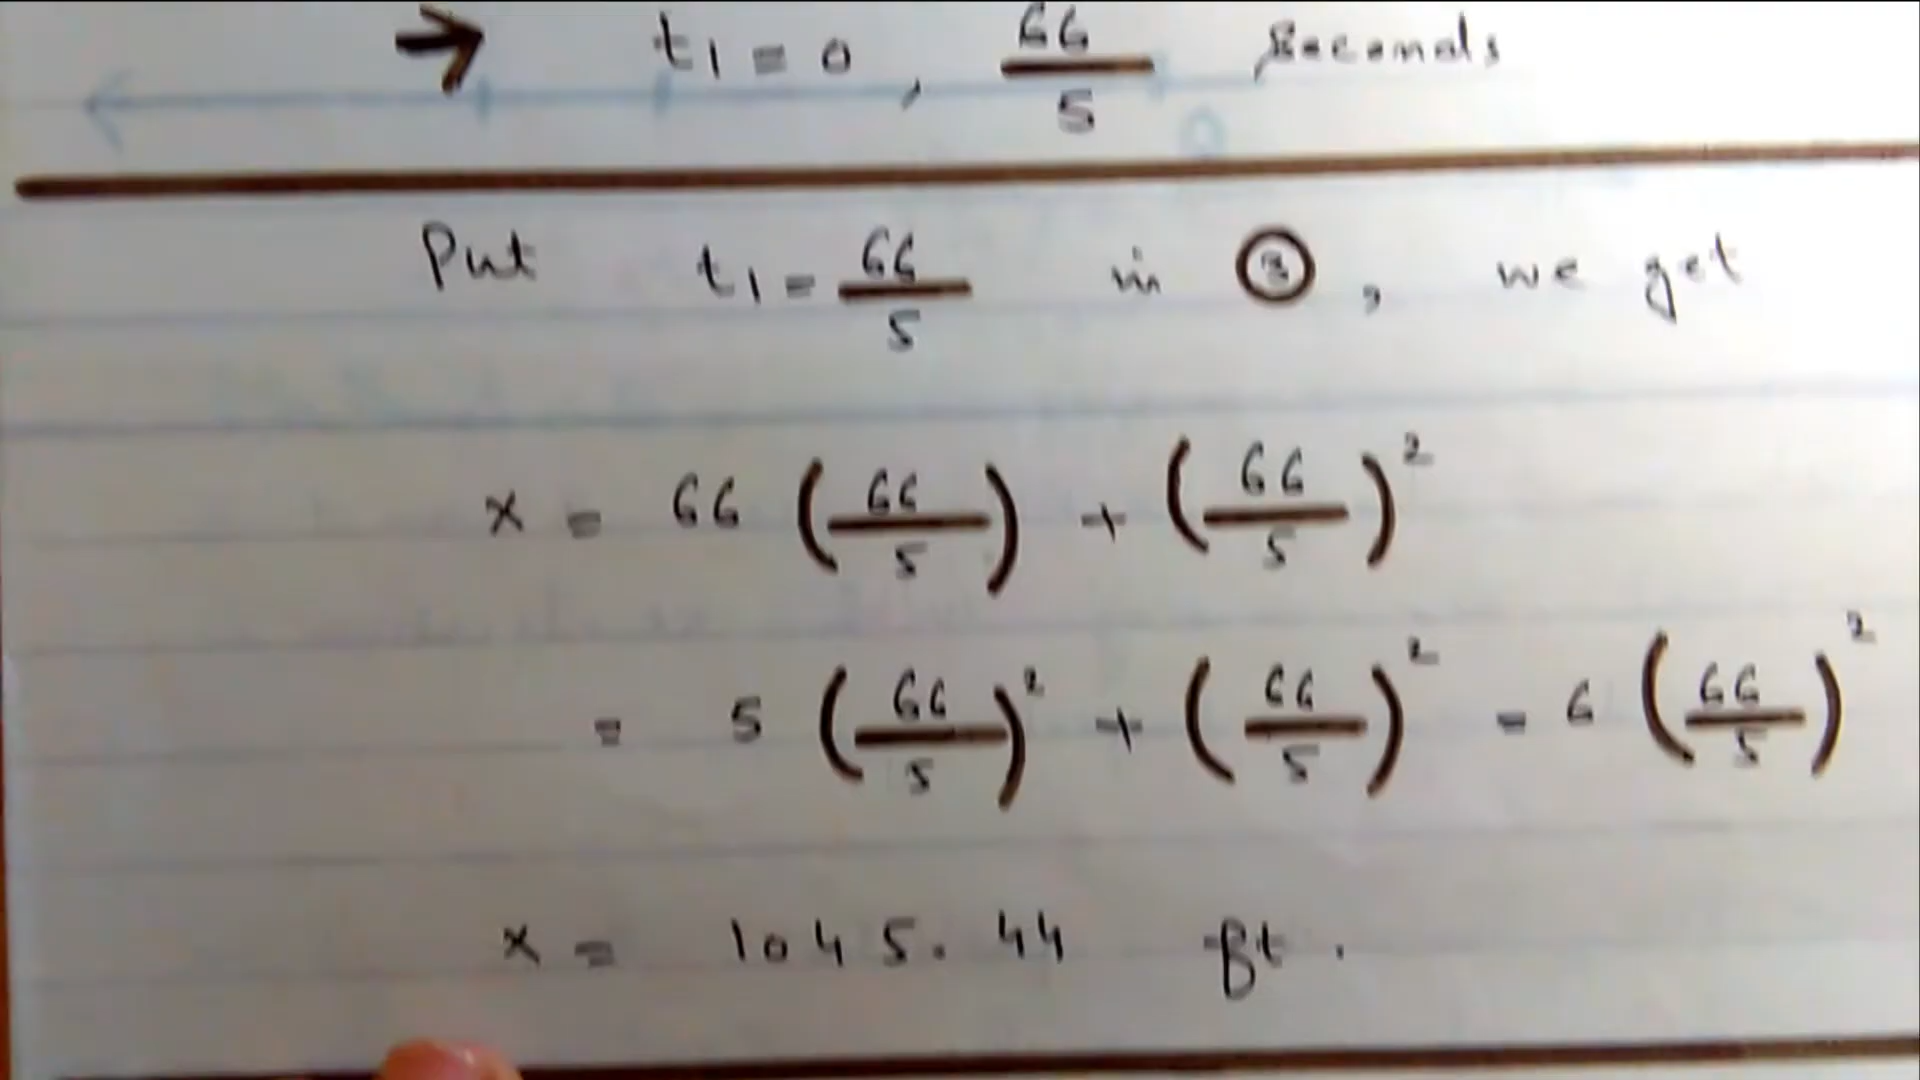 → t₁ = 0, 66/5 seconds
Put t₁ = 66/5 in ③, we get
x = 66 (66/5) + (66/5)²
= 5 (66/5)² + (66/5)² = 6 (66/5)²
x = 1045.44 ft.